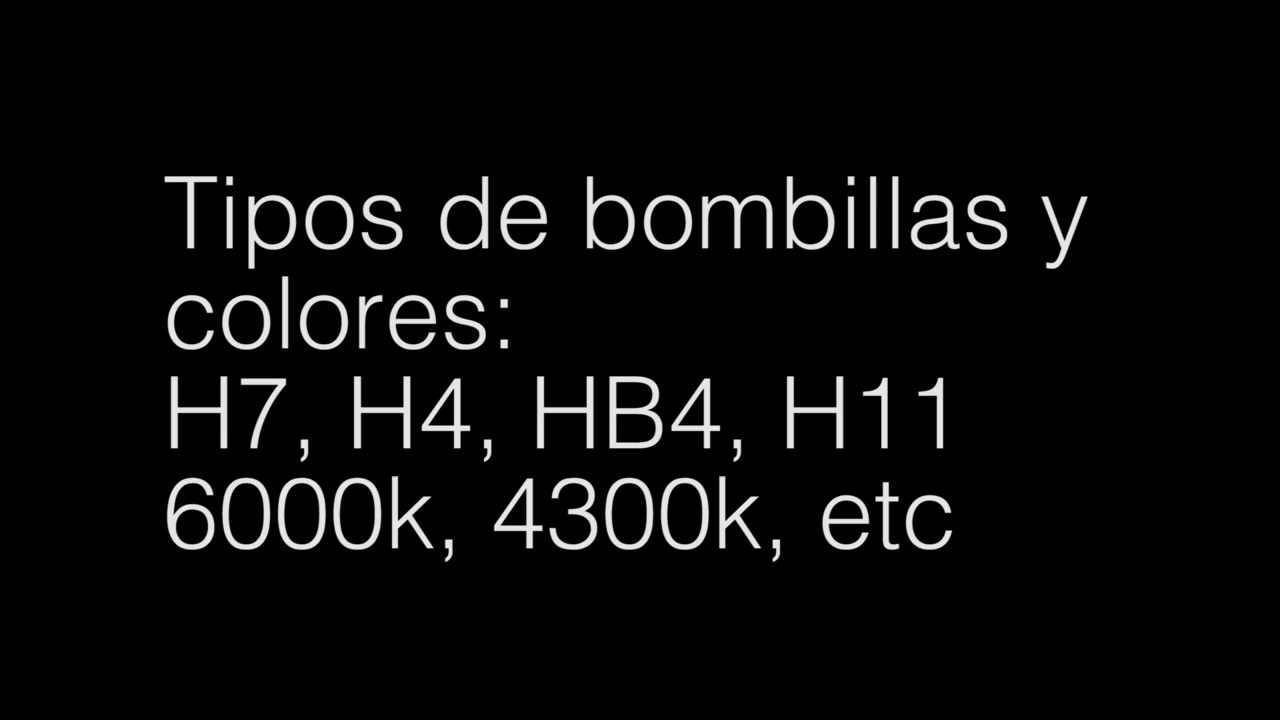 Tipos de bombillas y
colores:
H7, H4, HB4, H11
6000k, 4300k, etc